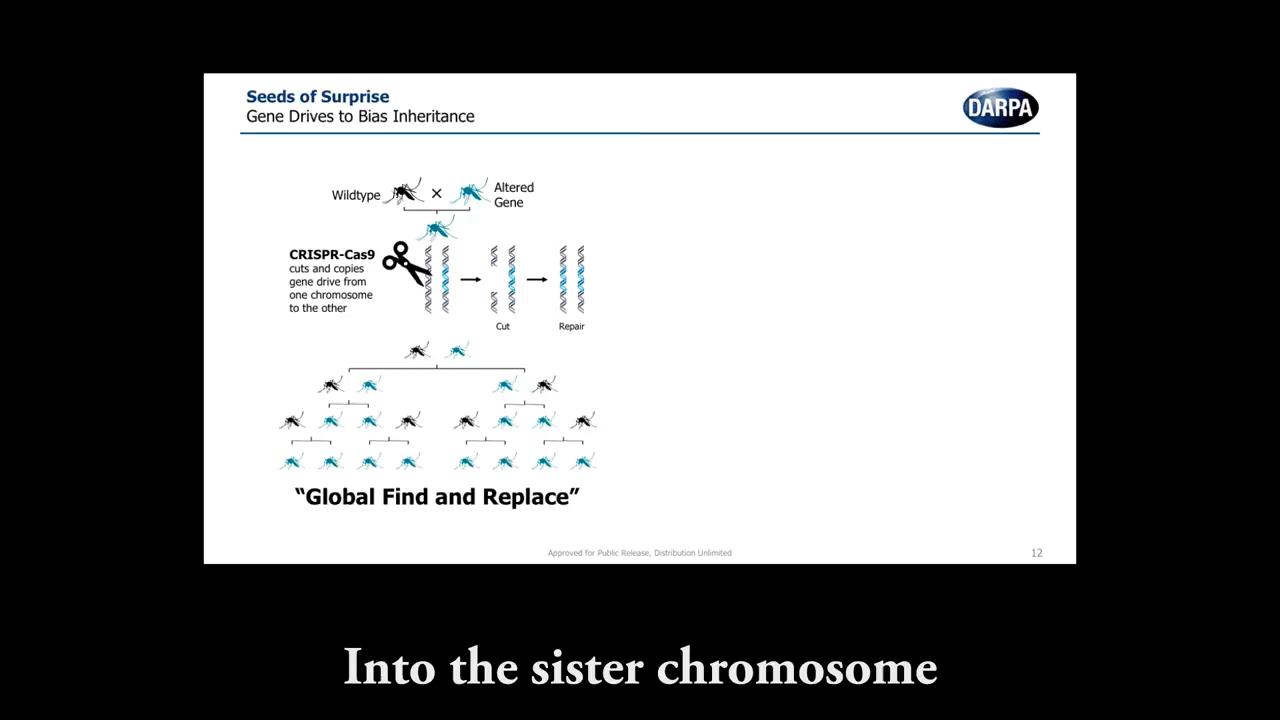 Seeds of Surprise
Gene Drives to Bias Inheritance
DARPA
Wildtype
×
Altered
Gene
CRISPR-Cas9
cuts and copies
gene drive from
one chromosome
to the other
Cut
Repair
“Global Find and Replace”
Approved for Public Release, Distribution Unlimited
12
Into the sister chromosome